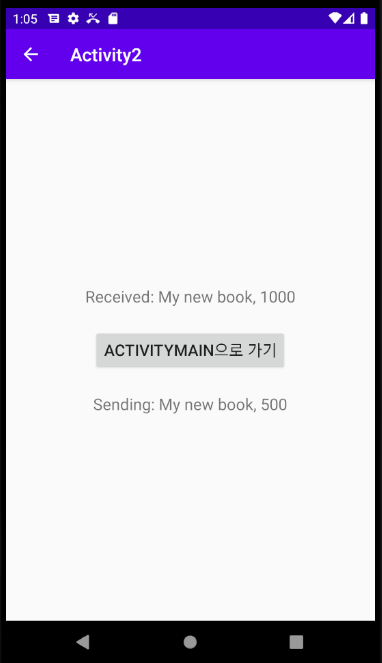 1:05
Activity2
Received: My new book, 1000
ACTIVITYMAIN으로 가기
Sending: My new book, 500